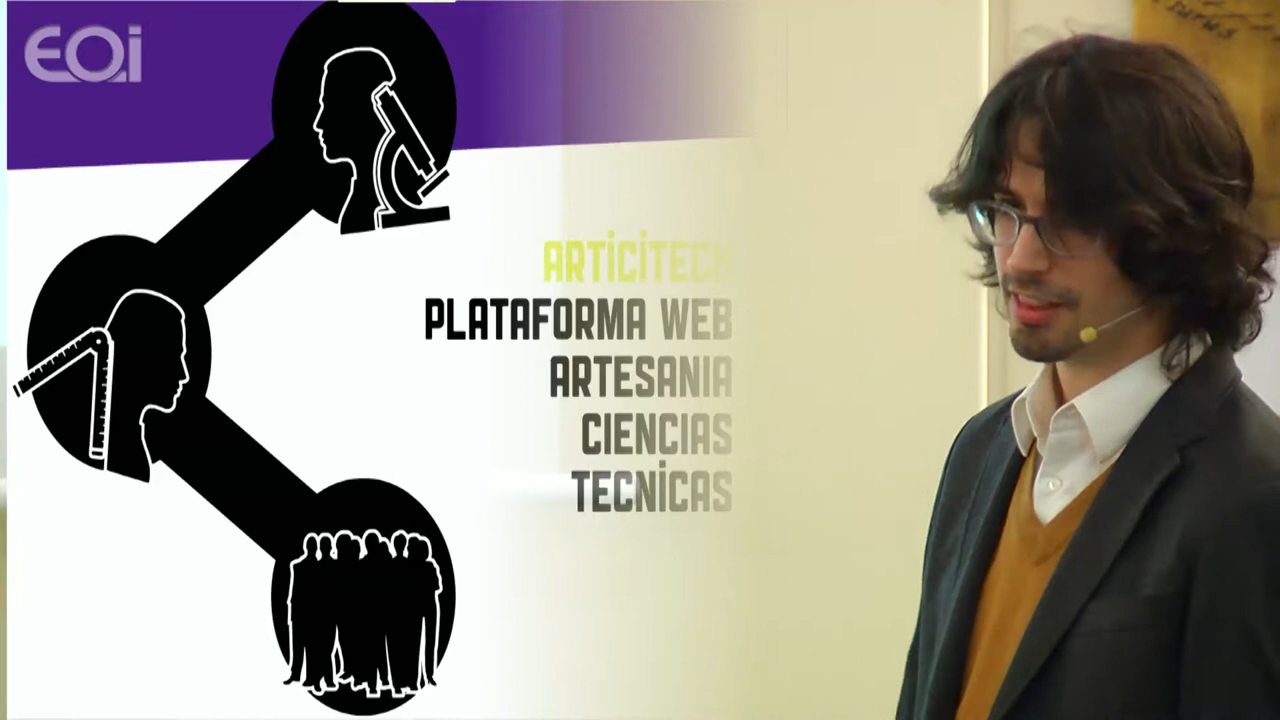 EOi
ARTiCiTECH
PLATAFORMA WEB
ARTESANIA
CIENCIAS
TECNiCAS